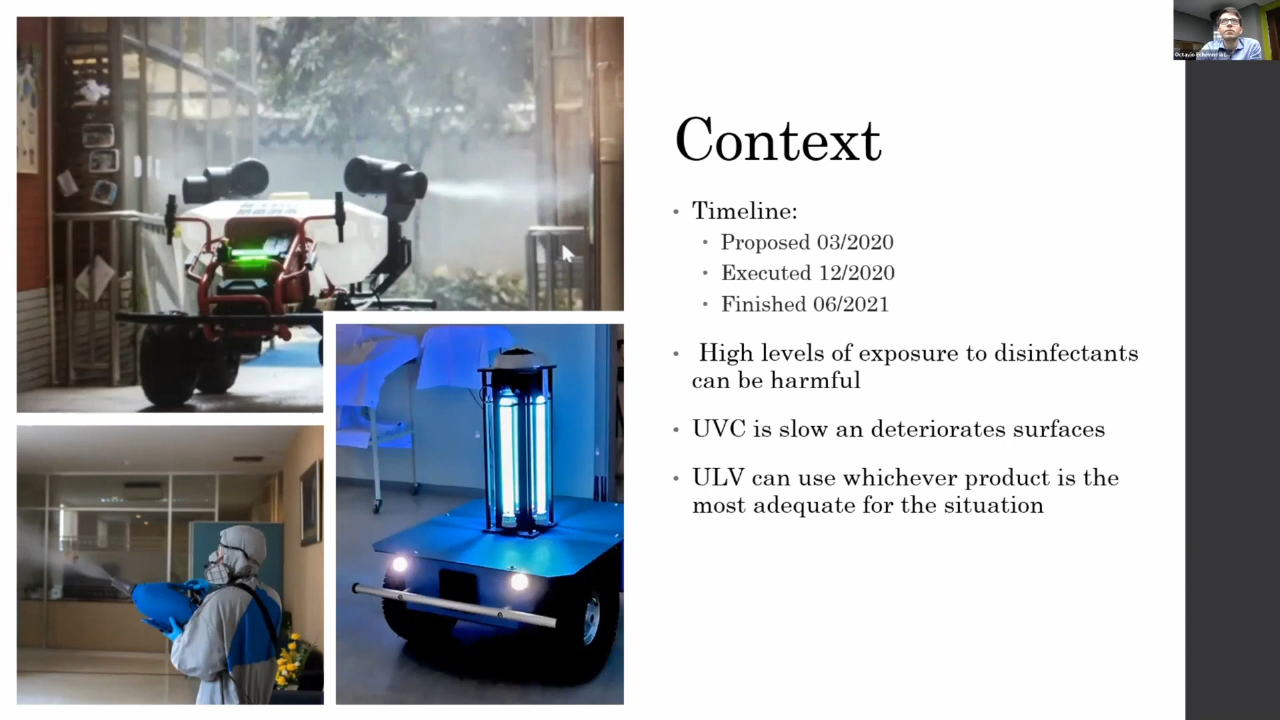 Context
• Timeline:
• Proposed 03/2020
• Executed 12/2020
• Finished 06/2021
• High levels of exposure to disinfectants
can be harmful
• UVC is slow an deteriorates surfaces
• ULV can use whichever product is the
most adequate for the situation
Octavio